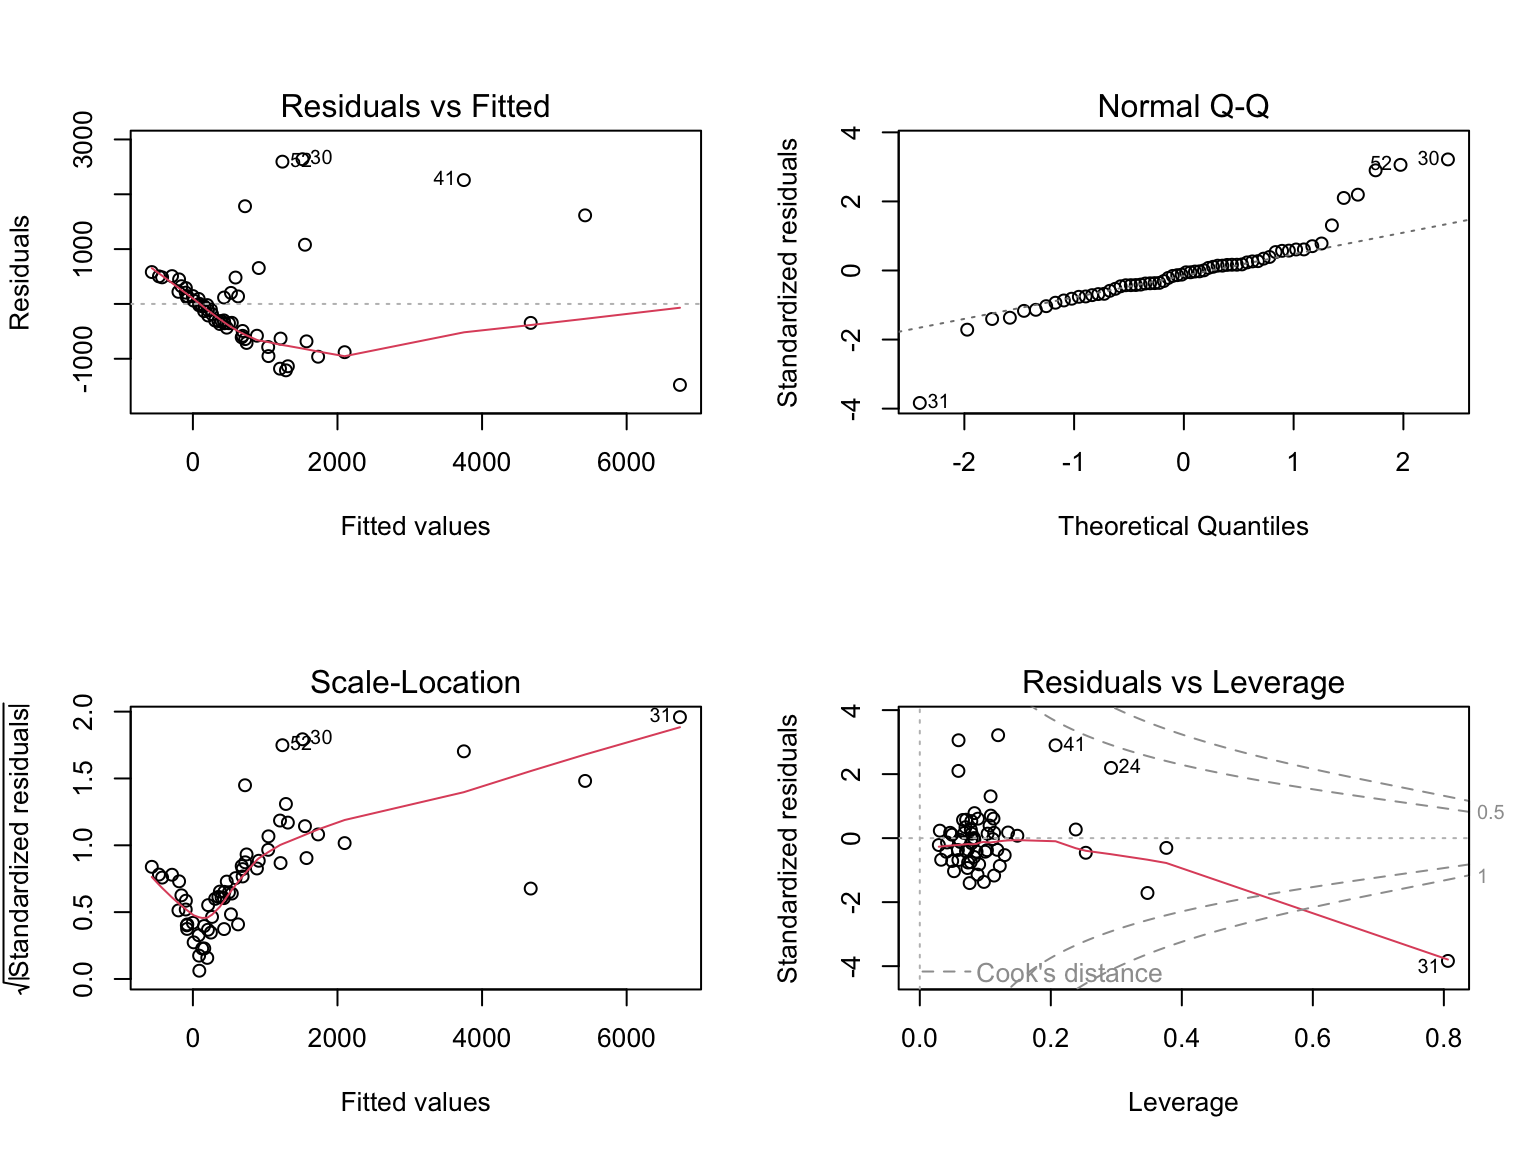 Residuals vs Fitted
Residuals
3000
1000
-1000
52
30
41
0 2000 4000 6000
Fitted values
Normal Q-Q
Standardized residuals
4
2
0
-2
-4
52
30
31
-2 -1 0 1 2
Theoretical Quantiles
Scale-Location
√|Standardized residuals|
2.0
1.5
1.0
0.5
0.0
31
52
30
0 2000 4000 6000
Fitted values
Residuals vs Leverage
Standardized residuals
4
2
0
-2
-4
41
24
0.5
1
31
Cook's distance
0.0 0.2 0.4 0.6 0.8
Leverage